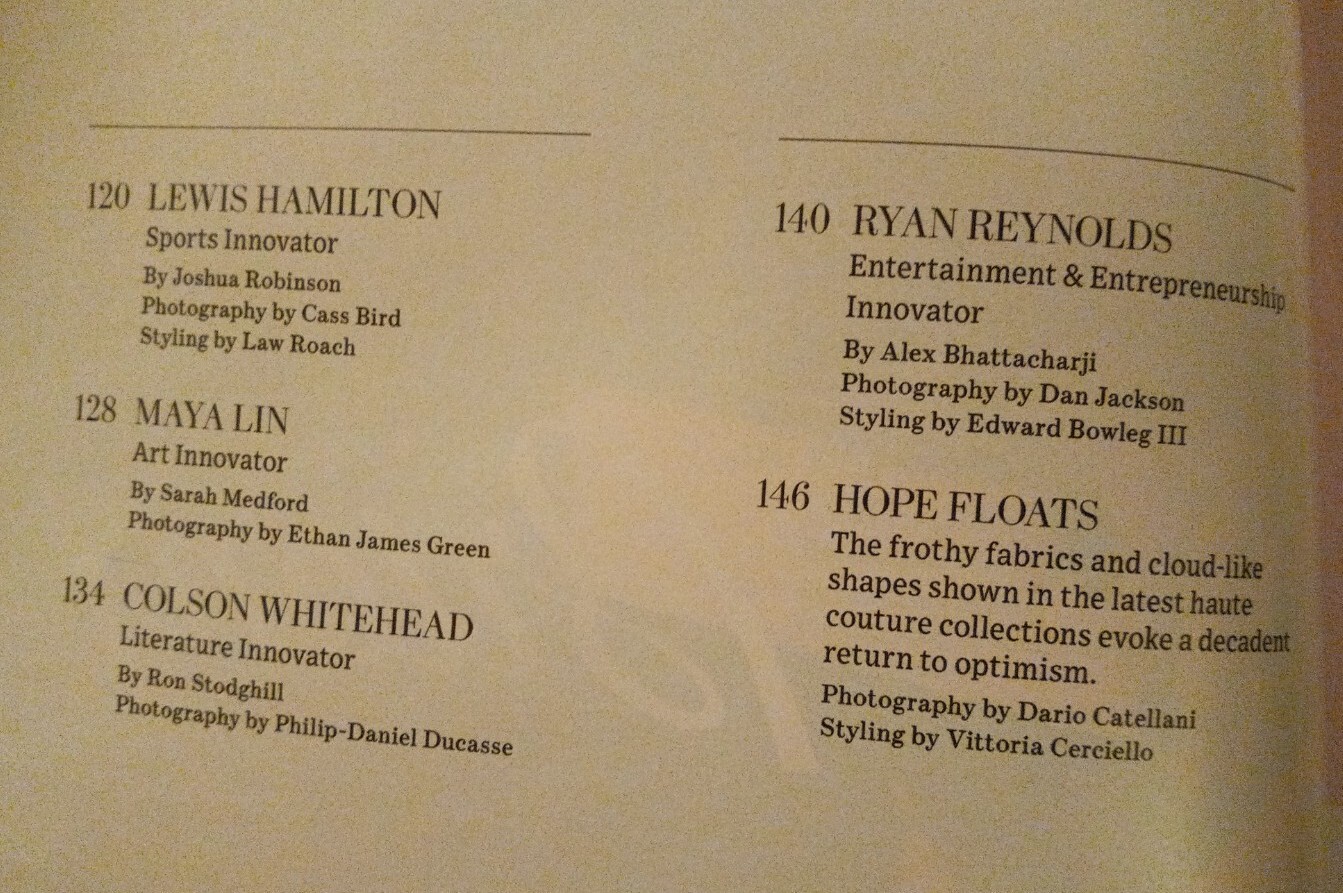 120 LEWIS HAMILTON
Sports Innovator
By Joshua Robinson
Photography by Cass Bird
Styling by Law Roach
128 MAYA LIN
Art Innovator
By Sarah Medford
Photography by Ethan James Green
134 COLSON WHITEHEAD
Literature Innovator
By Ron Stodghill
Photography by Philip-Daniel Ducasse
140 RYAN REYNOLDS
Entertainment & Entrepreneurship
Innovator
By Alex Bhattacharji
Photography by Dan Jackson
Styling by Edward Bowleg III
146 HOPE FLOATS
The frothy fabrics and cloud-like
shapes shown in the latest haute
couture collections evoke a decadent
return to optimism.
Photography by Dario Catellani
Styling by Vittoria Cerciello